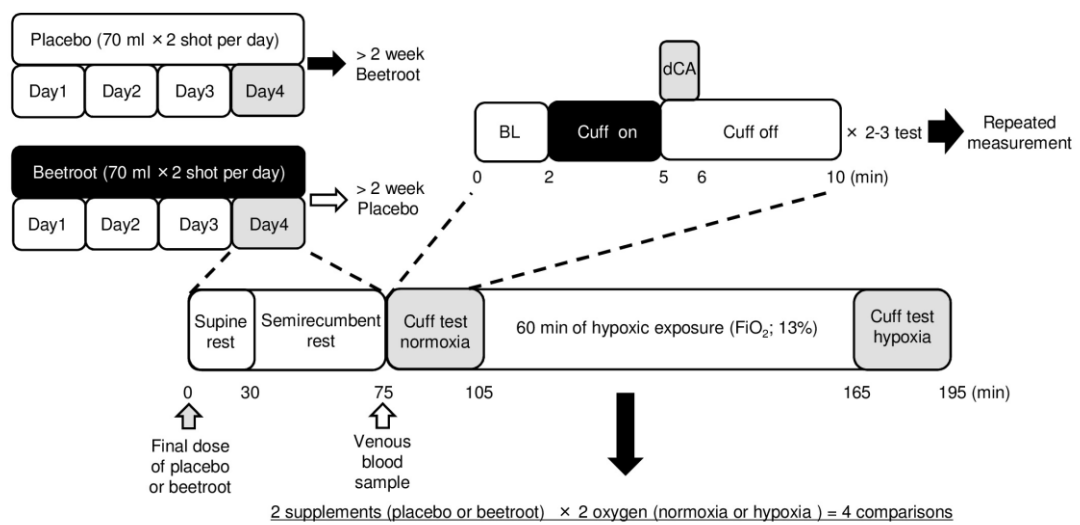 Placebo (70 ml × 2 shot per day)
Day1 Day2 Day3 Day4
> 2 week
Beetroot
Beetroot (70 ml × 2 shot per day)
Day1 Day2 Day3 Day4
> 2 week
Placebo
dCA
BL Cuff on Cuff off × 2-3 test
Repeated
measurement
0 2 5 6 10 (min)
Supine
rest
Semirecumbent
rest
Cuff test
normoxia
60 min of hypoxic exposure (FiO₂; 13%)
Cuff test
hypoxia
0 30 75 105 165 195 (min)
Final dose
of placebo
or beetroot
Venous
blood
sample
2 supplements (placebo or beetroot) × 2 oxygen (normoxia or hypoxia ) = 4 comparisons